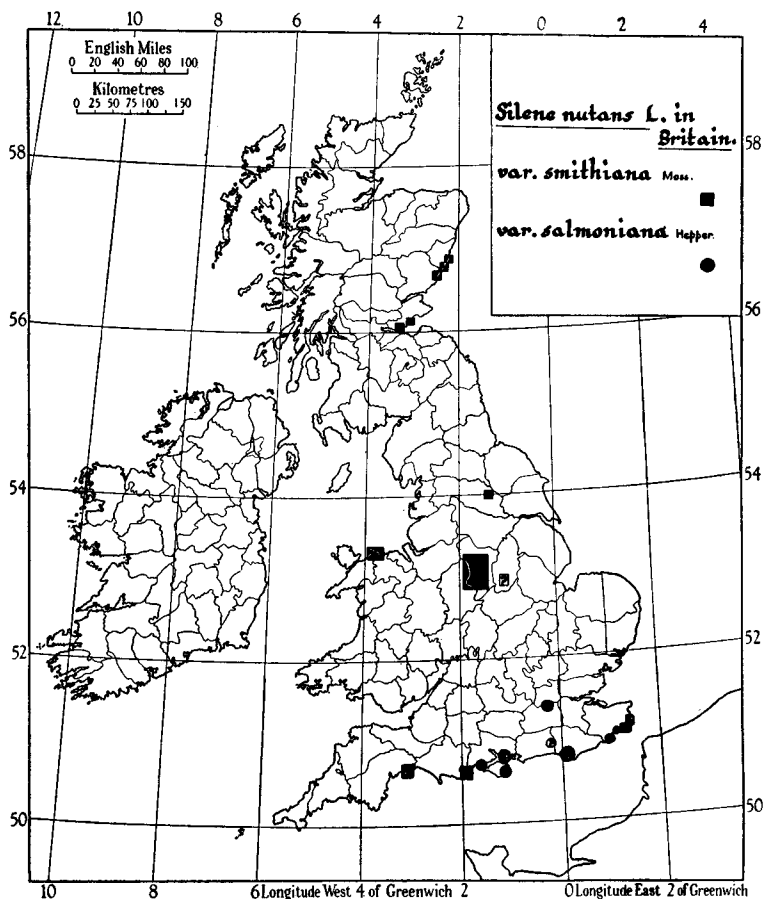 12 10 8 6 4 2 0 2 4
English Miles
0 20 40 60 80 100
Kilometres
0 25 50 75 100 150
Silene nutans L. in
Britain.
var. smithiana Moss.
var. salmoniana Hepper.
58 58
56 56
54 54
52 52
50 50
10 8 6 Longitude West 4 of Greenwich 2 0 Longitude East 2 of Greenwich